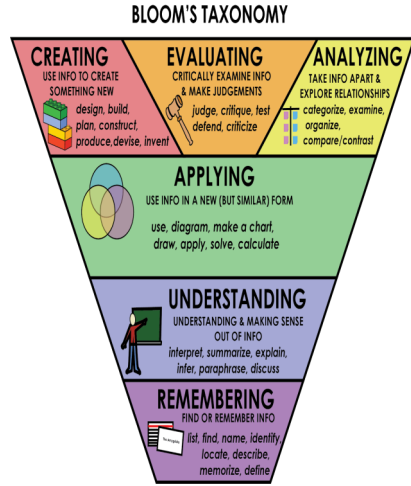 BLOOM'S TAXONOMY
CREATING
USE INFO TO CREATE
SOMETHING NEW
design, build,
plan, construct,
produce,devise, invent
EVALUATING
CRITICALLY EXAMINE INFO
& MAKE JUDGEMENTS
judge, critique, test
defend, criticize
ANALYZING
TAKE INFO APART &
EXPLORE RELATIONSHIPS
categorize, examine,
organize,
compare/contrast
APPLYING
USE INFO IN A NEW (BUT SIMILAR) FORM
use, diagram, make a chart,
draw, apply, solve, calculate
UNDERSTANDING
UNDERSTANDING & MAKING SENSE
OUT OF INFO
interpret, summarize, explain,
infer, paraphrase, discuss
REMEMBERING
FIND OR REMEMBER INFO
list, find, name, identify,
locate, describe,
memorize, define